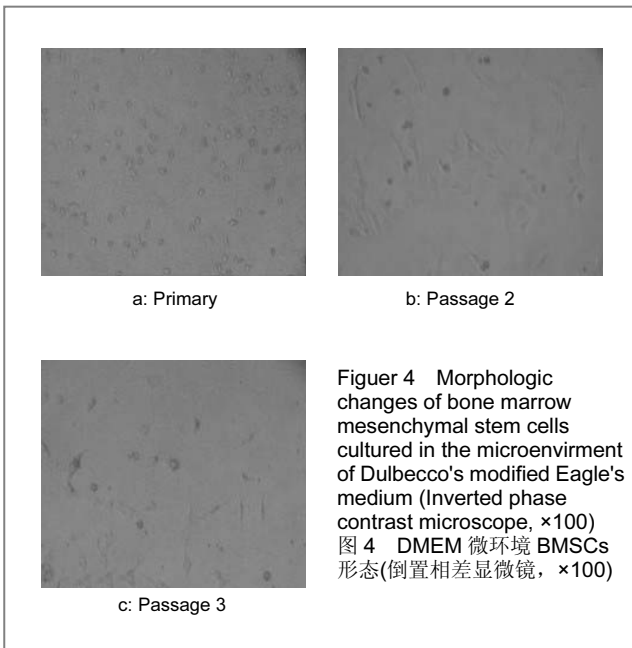 a: Primary
b: Passage 2
c: Passage 3
Figuer 4 Morphologic
changes of bone marrow
mesenchymal stem cells
cultured in the microenvirment
of Dulbecco's modified Eagle's
medium (Inverted phase
contrast microscope, ×100)
图 4 DMEM 微环境 BMSCs
形态(倒置相差显微镜，×100)